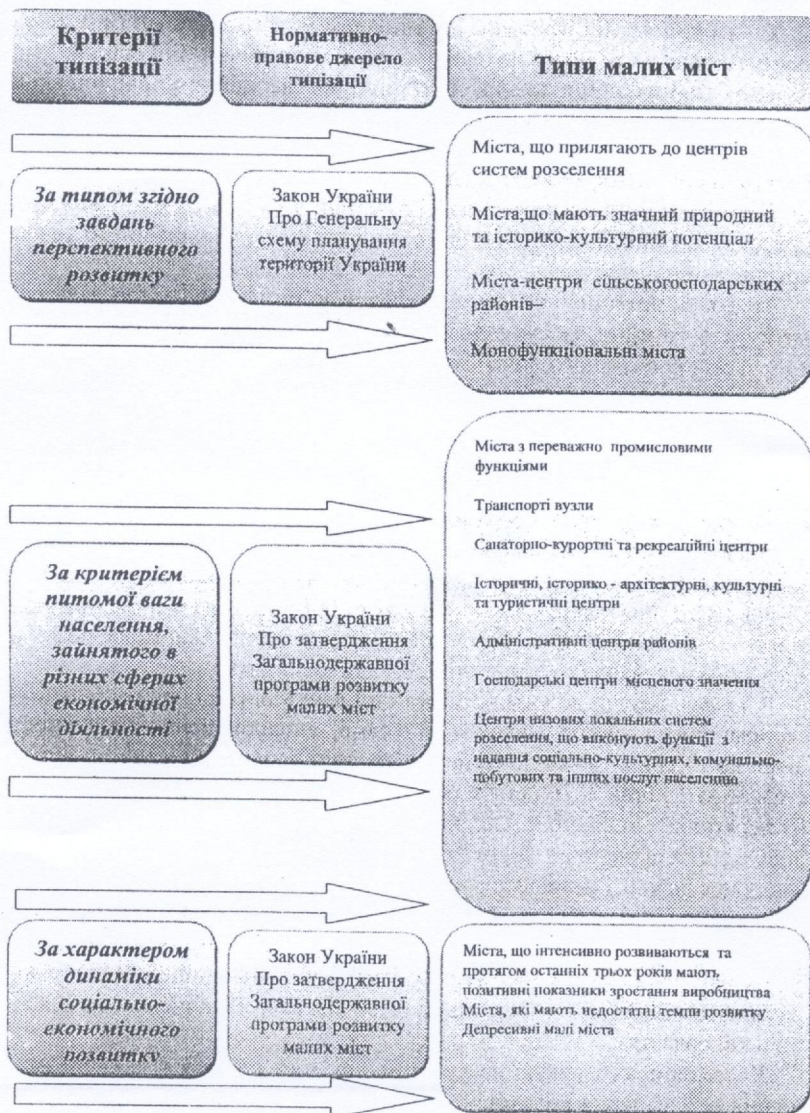 Критерії
типізації
Нормативно-
правове джерело
типізації
Типи малих міст
За типом згідно
завдань
перспективного
розвитку
Закон України
Про Генеральну
схему планування
території України
Міста, що прилягають до центрів
систем розселення
Міста,що мають значний природний
та історико-культурний потенціал
Міста-центри сільськогосподарських
районів–
Монофункціональні міста
За критерієм
питомої ваги
населення,
зайнятого в
різних сферах
економічної
діяльності
Закон України
Про затвердження
Загальнодержавної
програми розвитку
малих міст
Міста з переважно промисловими
функціями
Транспорті вузли
Санаторно-курортні та рекреаційні центри
Історичні, історико - архітектурні, культурні
та туристичні центри
Адміністративні центри районів
Господарські центри місцевого значення
Центри низових локальних систем
розселення, що виконують функції з
надання соціально-культурних, комунально-
побутових та інших послуг населенню
За характером
динаміки
соціально-
економічного
розвитку
Закон України
Про затвердження
Загальнодержавної
програми розвитку
малих міст
Міста, що інтенсивно розвиваються та
протягом останніх трьох років мають
позитивні показники зростання виробництва
Міста, які мають недостатні темпи розвитку
Депресивні малі міста